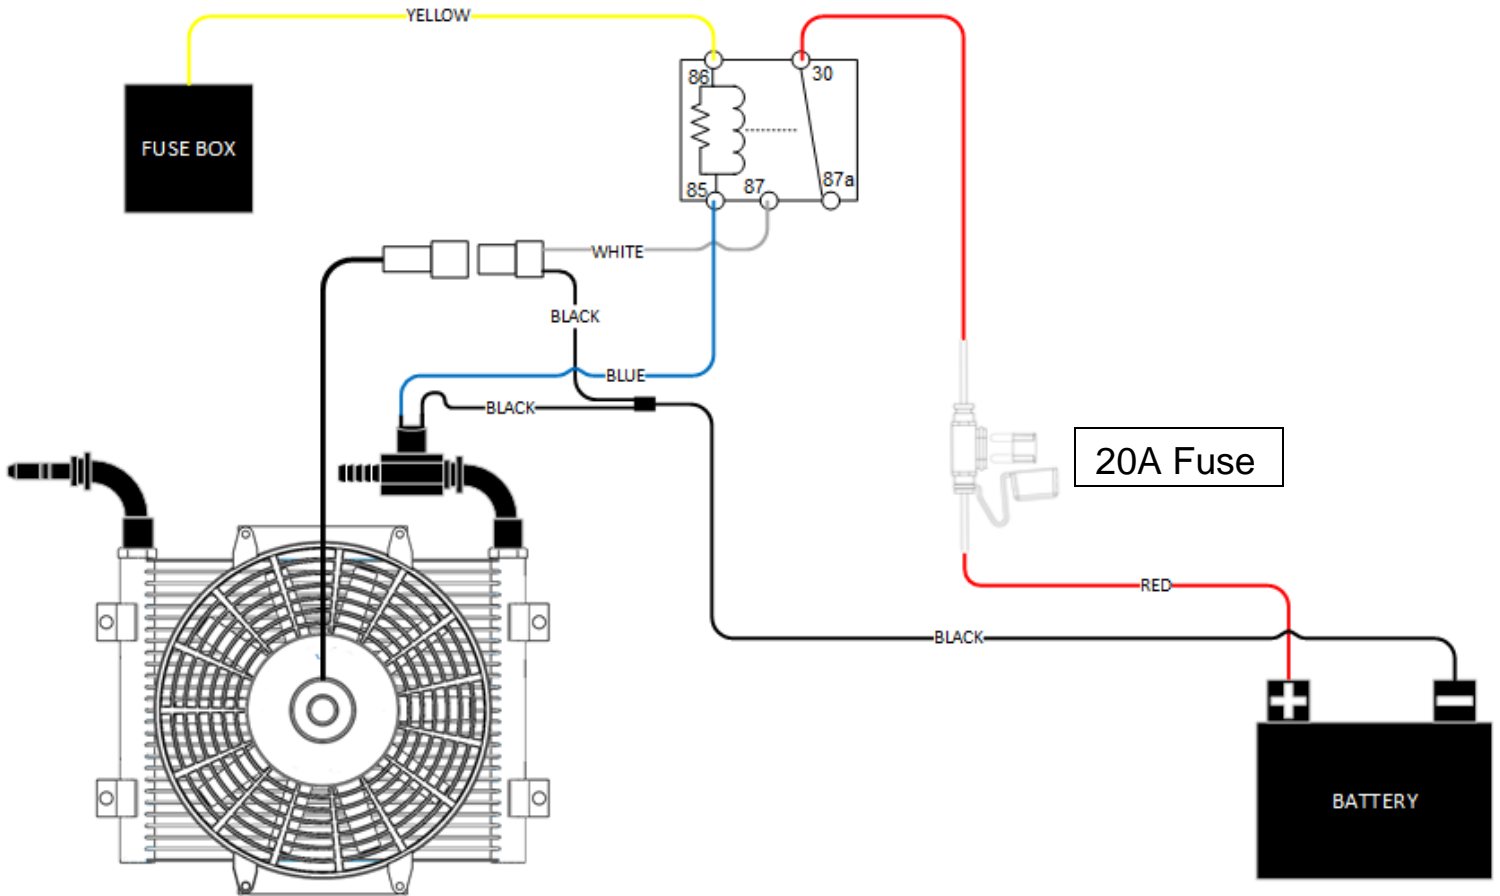 YELLOW
86
30
FUSE BOX
85
87
87a
WHITE
BLACK
BLUE
BLACK
20A Fuse
RED
BLACK
BATTERY